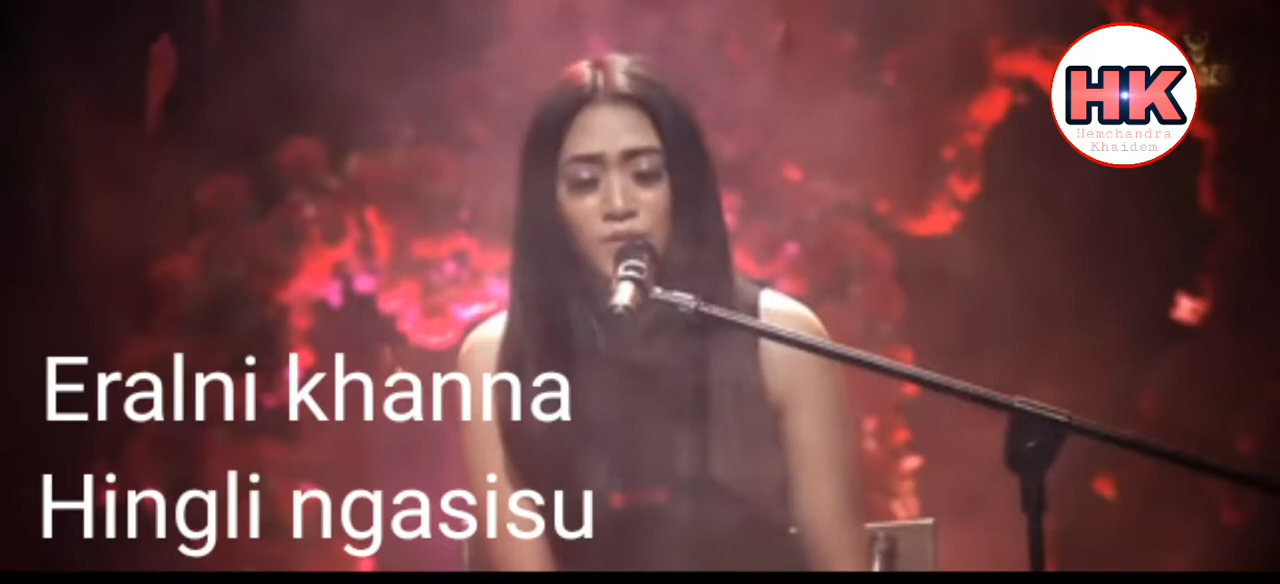 HK
Hemchandra
Khaidem
Eralni khanna
Hingli ngasisu